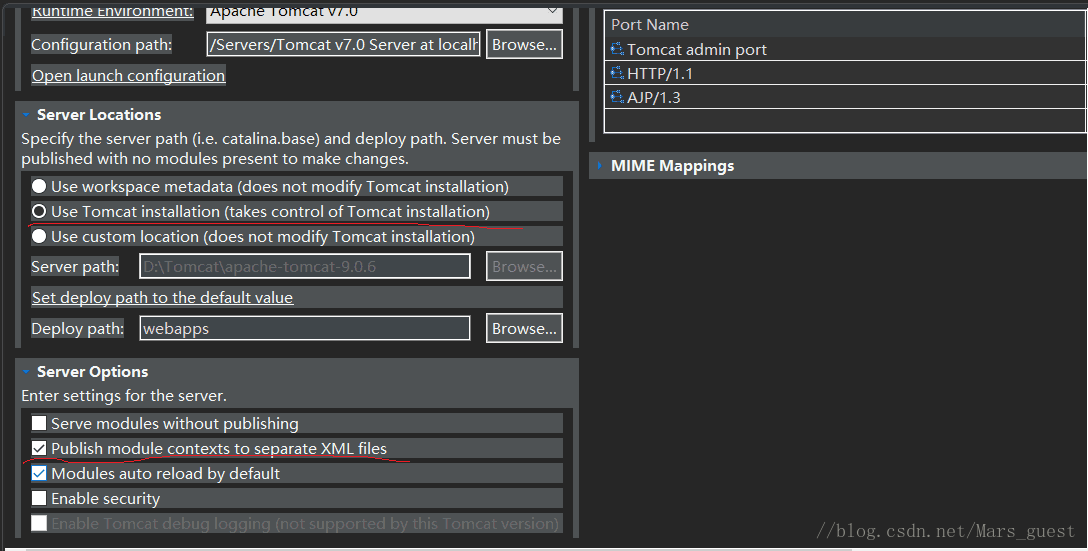 Runtime Environment: Apache Tomcat v7.0
Configuration path: /Servers/Tomcat v7.0 Server at localh Browse...
Open launch configuration
Server Locations
Specify the server path (i.e. catalina.base) and deploy path. Server must be
published with no modules present to make changes.
Use workspace metadata (does not modify Tomcat installation)
Use Tomcat installation (takes control of Tomcat installation)
Use custom location (does not modify Tomcat installation)
Server path: D:\Tomcat\apache-tomcat-9.0.6 Browse...
Set deploy path to the default value
Deploy path: webapps Browse...
Server Options
Enter settings for the server.
Serve modules without publishing
Publish module contexts to separate XML files
Modules auto reload by default
Enable security
Enable Tomcat debug logging (not supported by this Tomcat version)
Port Name
Tomcat admin port
HTTP/1.1
AJP/1.3
MIME Mappings
//blog.csdn.net/Mars_guest